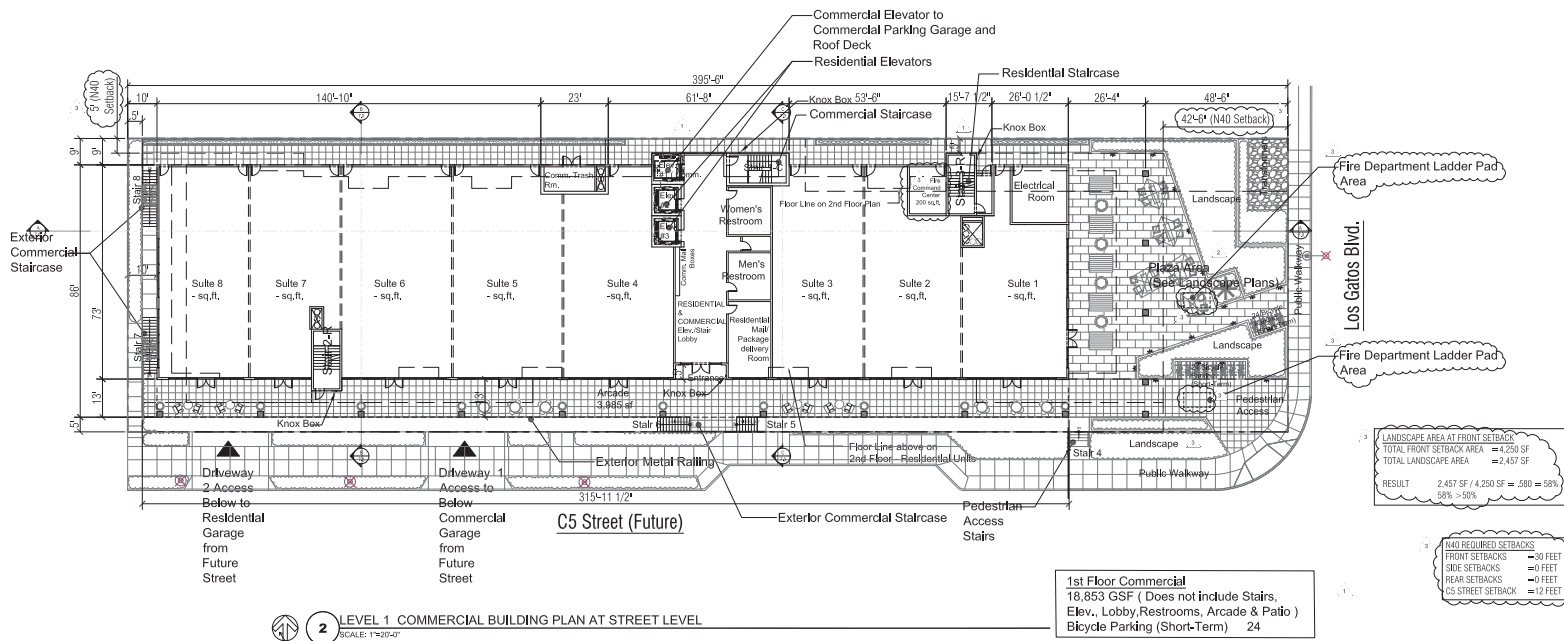 Commercial Elevator to
Commercial Parking Garage and
Roof Deck
Residential Elevators
Residential Staircase
395'-6"
5' (N40
Setback)
10'
140'-10"
23'
61'-8"
53'-6"
15'-7 1/2"
26'-0 1/2"
26'-4"
48'-6"
Knox Box
Commercial Staircase
Knox Box
42'-6" (N40 Setback)
5'
9'
9'
Fire Department Ladder Pad
Area
Stair 8
Comm. Trash
Rm.
Fire
Command
Center
200 sq.ft.
Electrical
Room
Landscape
Floor Line on 2nd Floor Plan
Women's
Restroom
Exterior
Commercial
Staircase
10'
86'
73'
Comm. Mail
Boxes
Men's
Restroom
Plaza Area
(See Landscape Plans)
Public Walkway
Los Gatos Blvd.
Suite 8
- sq.ft.
Suite 7
- sq.ft.
Suite 6
- sq.ft.
Suite 5
- sq.ft.
Suite 4
-sq.ft.
Suite 3
- sq.ft.
Suite 2
- sq.ft.
Suite 1
- sq.ft.
RESIDENTIAL
&
COMMERCIAL
Elev./Stair
Lobby
Residential
Mail/
Package
delivery
Room
Stair 7
Stair 2-R
Landscape
Fire Department Ladder Pad
Area
Entrance
Arcade
3,985 sf
Knox Box
Pedestrian
Access
13'
5'
Knox Box
Stair 6
Stair 5
Floor Line above on
2nd Floor - Residential Units
Landscape
Stair 4
Public Walkway
Exterior Metal Railing
Driveway
2 Access
Below to
Residential
Garage
from
Future
Street
Driveway 1
Access to
Below
Commercial
Garage
from
Future
Street
315'-11 1/2"
C5 Street (Future)
Exterior Commercial Staircase
Pedestrian
Access
Stairs
LANDSCAPE AREA AT FRONT SETBACK
TOTAL FRONT SETBACK AREA = 4,250 SF
TOTAL LANDSCAPE AREA = 2,457 SF
RESULT 2,457 SF / 4,250 SF = .580 = 58%
58% > 50%
N40 REQUIRED SETBACKS
FRONT SETBACKS = 30 FEET
SIDE SETBACKS = 0 FEET
REAR SETBACKS = 0 FEET
C5 STREET SETBACK = 12 FEET
1st Floor Commercial
18,853 GSF ( Does not include Stairs,
Elev., Lobby,Restrooms, Arcade & Patio )
Bicycle Parking (Short-Term) 24
2 LEVEL 1 COMMERCIAL BUILDING PLAN AT STREET LEVEL
SCALE: 1"=20'-0"